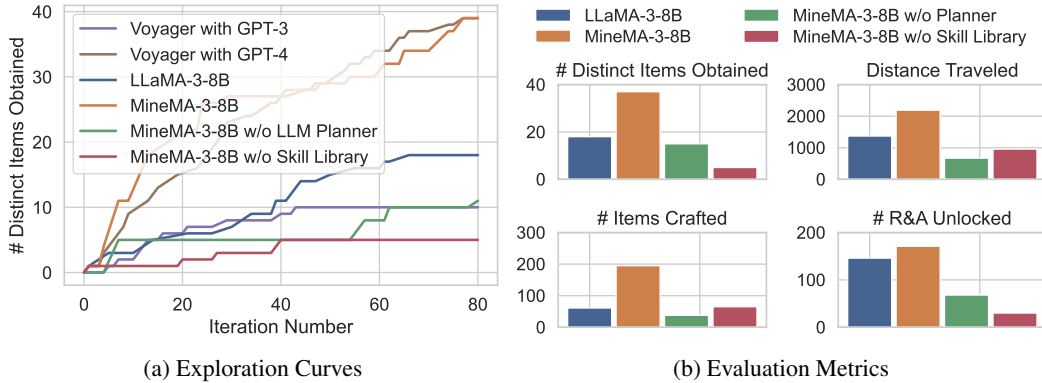 # Distinct Items Obtained
40
30
20
10
0
Voyager with GPT-3
Voyager with GPT-4
LLaMA-3-8B
MineMA-3-8B
MineMA-3-8B w/o LLM Planner
MineMA-3-8B w/o Skill Library
0 20 40 60 80
Iteration Number
(a) Exploration Curves
LLaMA-3-8B
MineMA-3-8B
MineMA-3-8B w/o Planner
MineMA-3-8B w/o Skill Library
# Distinct Items Obtained
40
20
0
Distance Traveled
3000
2000
1000
0
# Items Crafted
300
200
100
0
# R&A Unlocked
200
100
0
(b) Evaluation Metrics